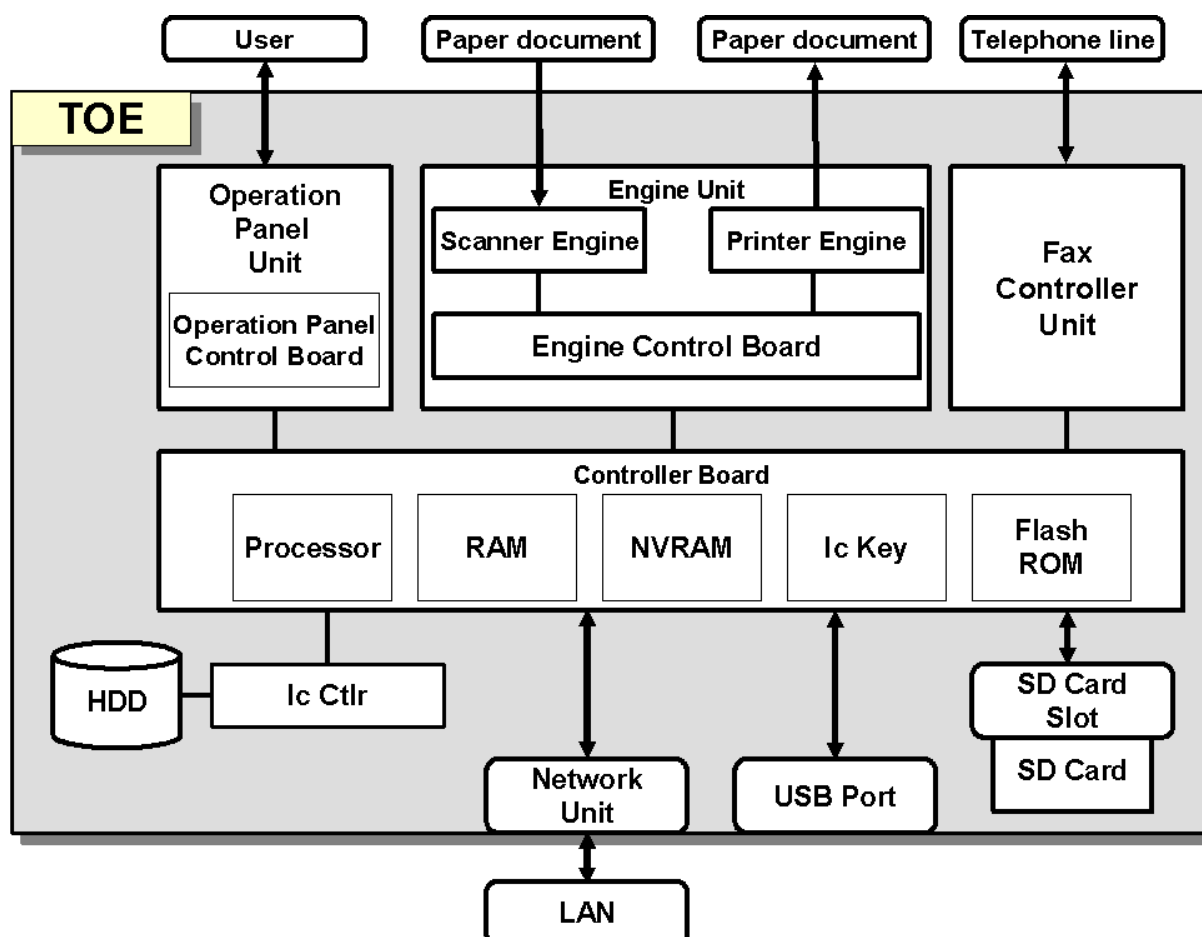 User
Paper document
Paper document
Telephone line
TOE
Operation
Panel
Unit
Operation Panel
Control Board
Engine Unit
Scanner Engine
Printer Engine
Engine Control Board
Fax
Controller
Unit
Controller Board
Processor
RAM
NVRAM
Ic Key
Flash
ROM
HDD
Ic Ctlr
Network
Unit
USB Port
SD Card
Slot
SD Card
LAN